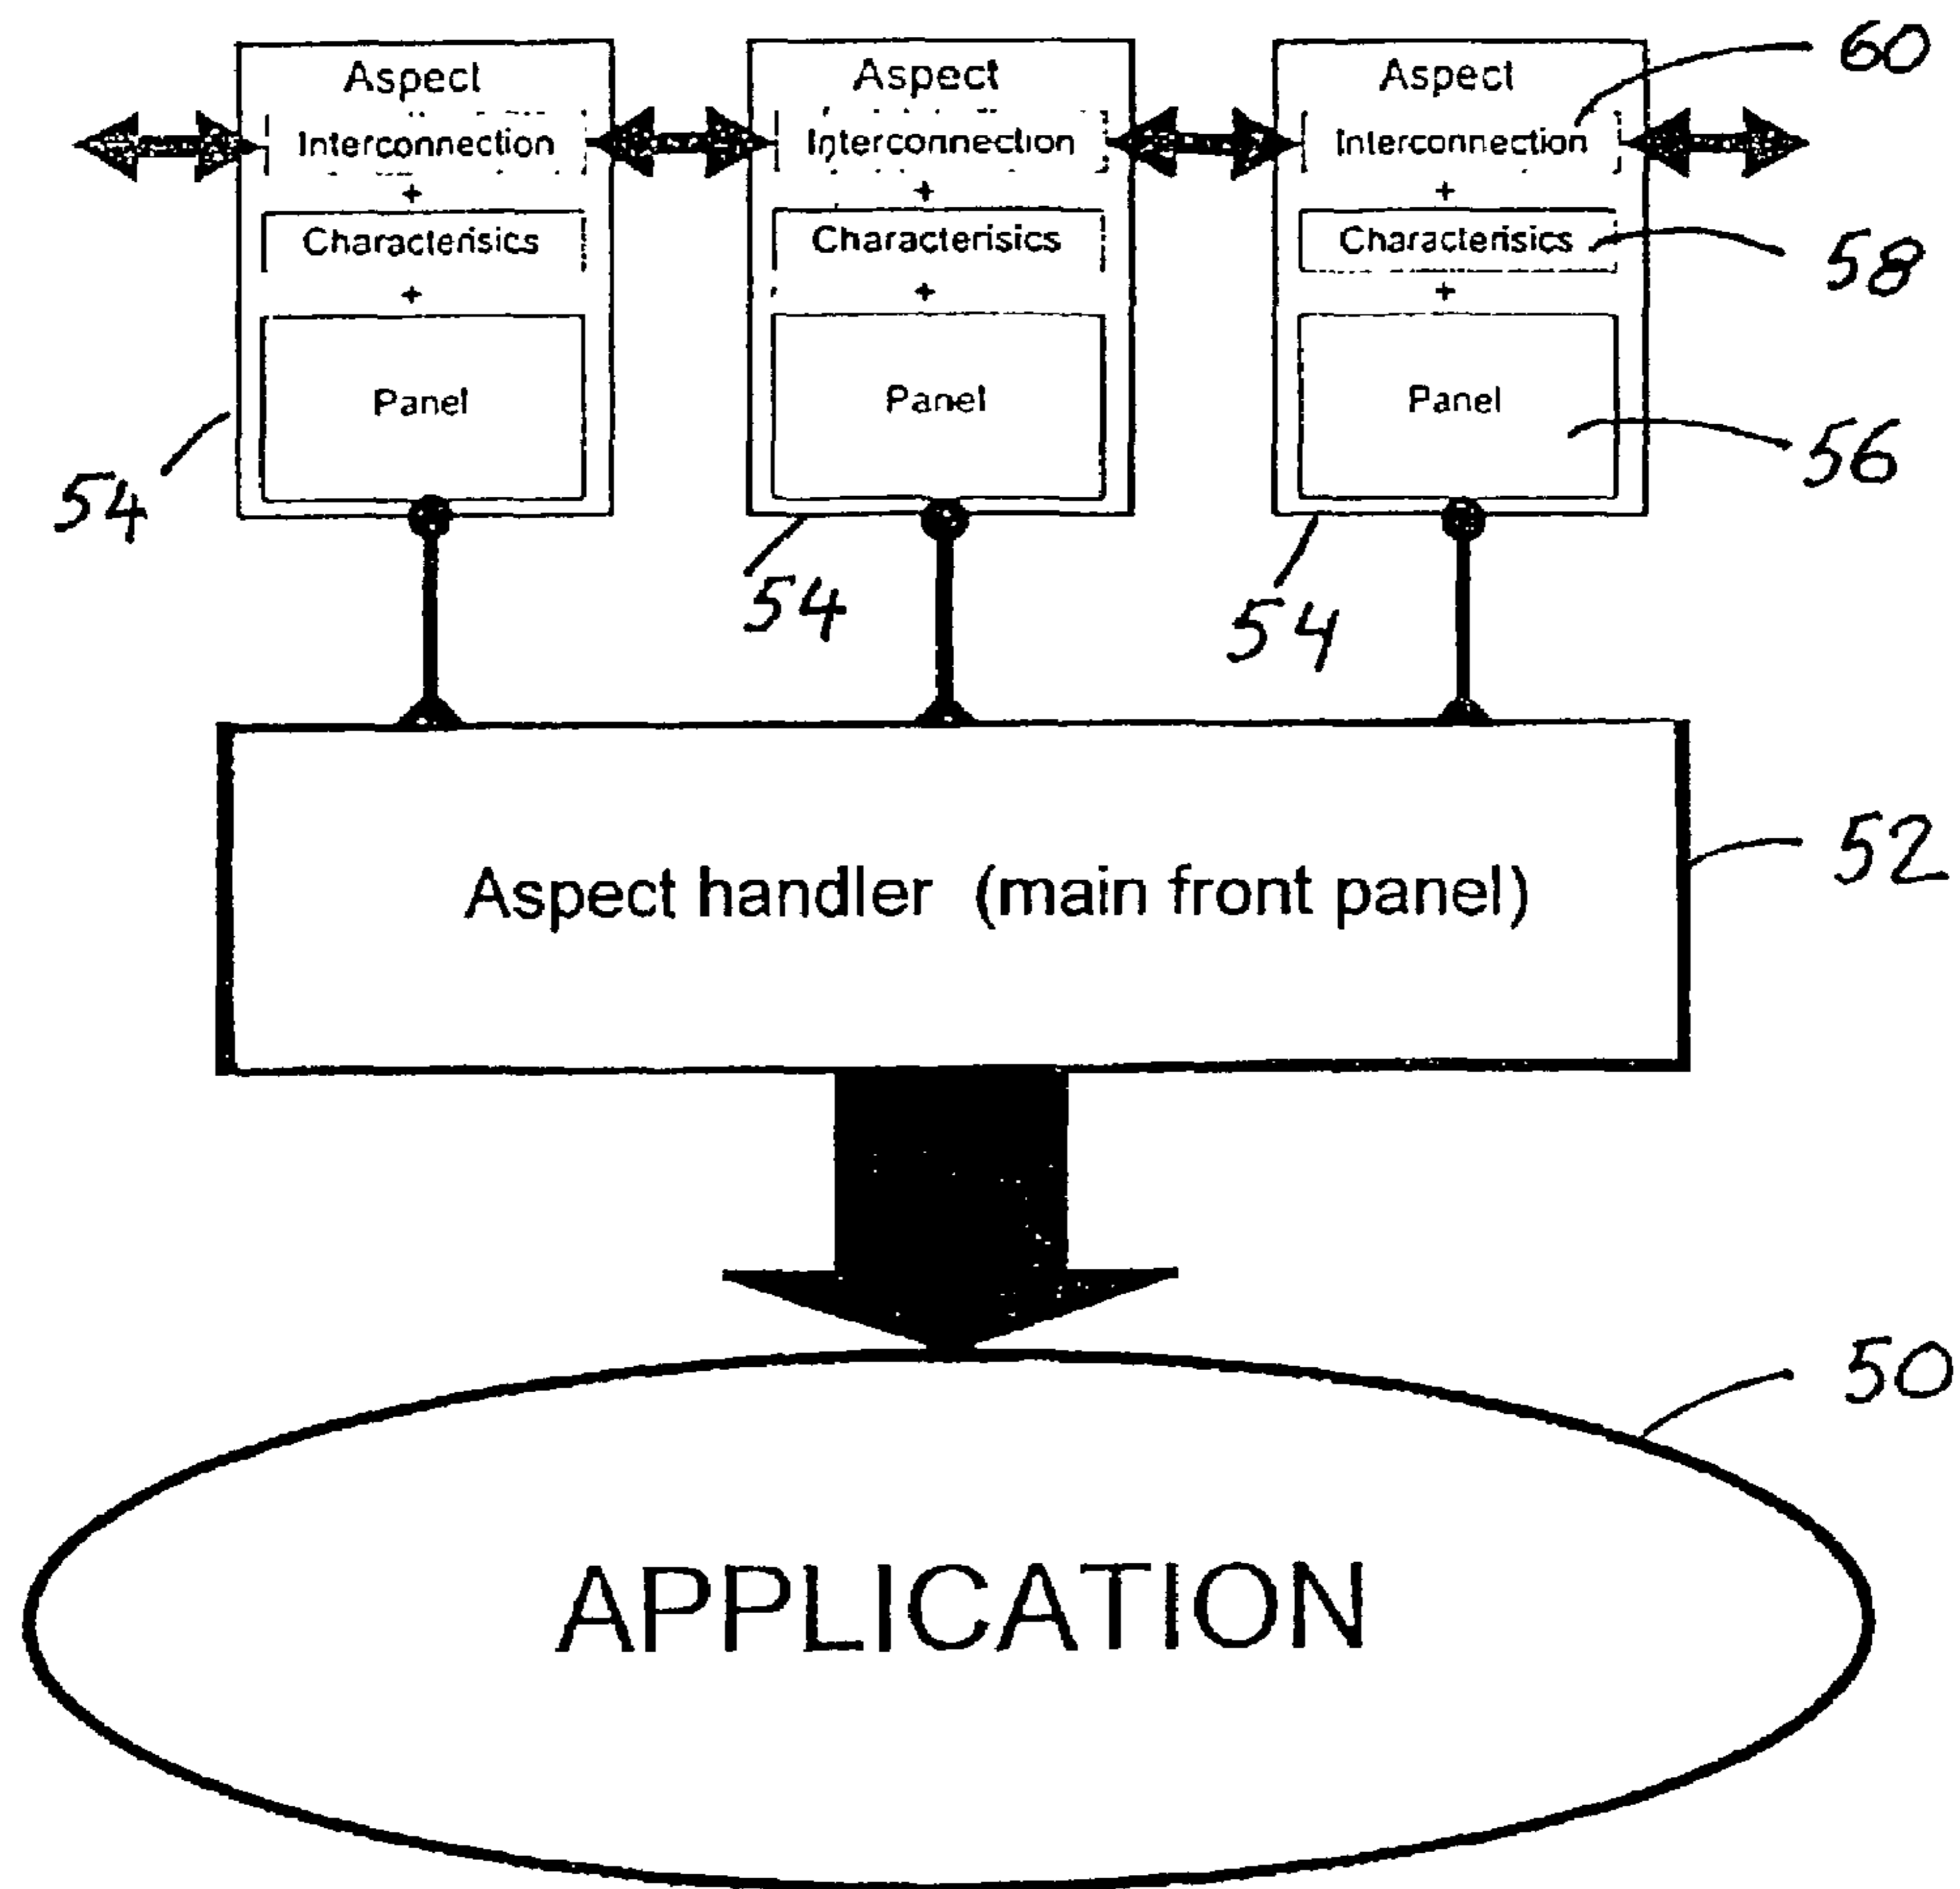 Aspect Aspect Aspect 60
Interconnection Interconnection Interconnection
+ + +
Characterisics Characterisics Characterisics 58
+ + +
Panel Panel Panel 56
54 54 54
Aspect handler (main front panel) 52
50
APPLICATION